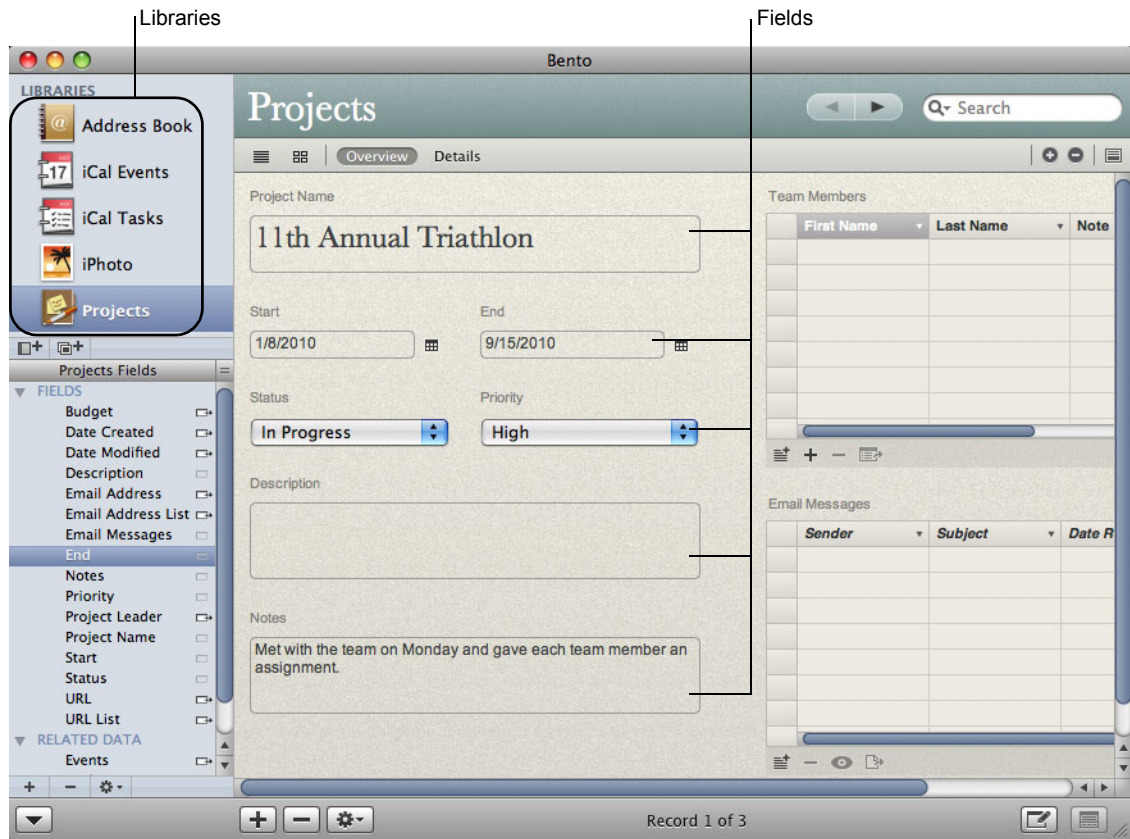 Libraries
Fields
Bento
LIBRARIES
@
Address Book
17
iCal Events
iCal Tasks
iPhoto
Projects
Projects
Search
Overview
Details
Project Name
11th Annual Triathlon
Start
End
1/8/2010
9/15/2010
Status
Priority
In Progress
High
Description
Notes
Met with the team on Monday and gave each team member an
assignment.
Team Members
First Name
Last Name
Note
Email Messages
Sender
Subject
Date R
Projects Fields
FIELDS
Budget
Date Created
Date Modified
Description
Email Address
Email Address List
Email Messages
End
Notes
Priority
Project Leader
Project Name
Start
Status
URL
URL List
RELATED DATA
Events
Record 1 of 3